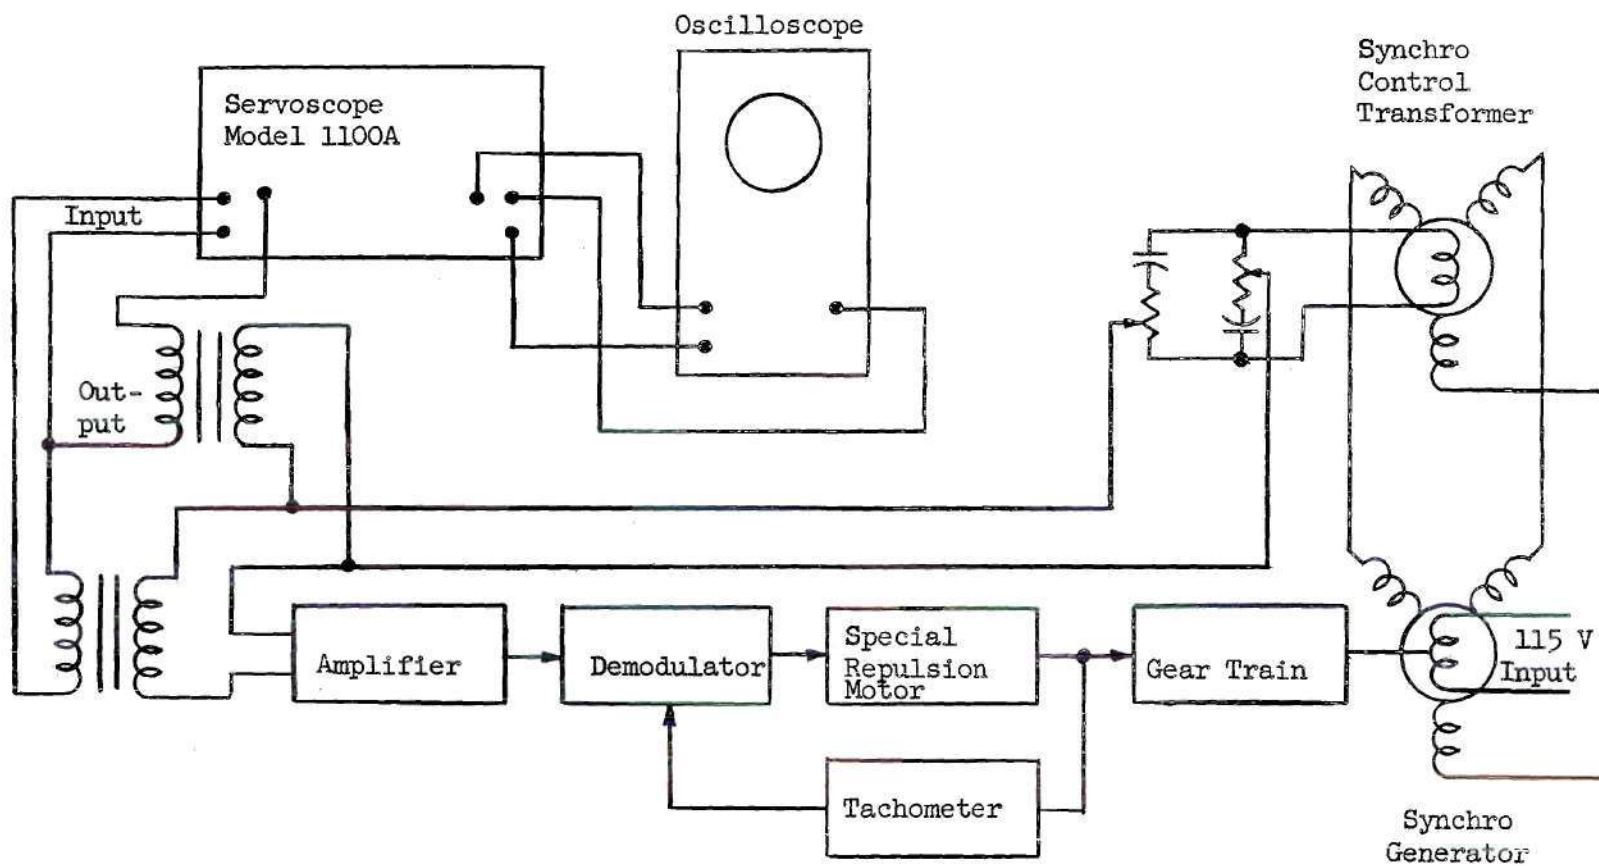 Oscilloscope
Synchro
Control
Transformer
Servoscope
Model 1100A
Input
Out-
put
Amplifier
Demodulator
Special
Repulsion
Motor
Gear Train
115 V
Input
Tachometer
Synchro
Generator